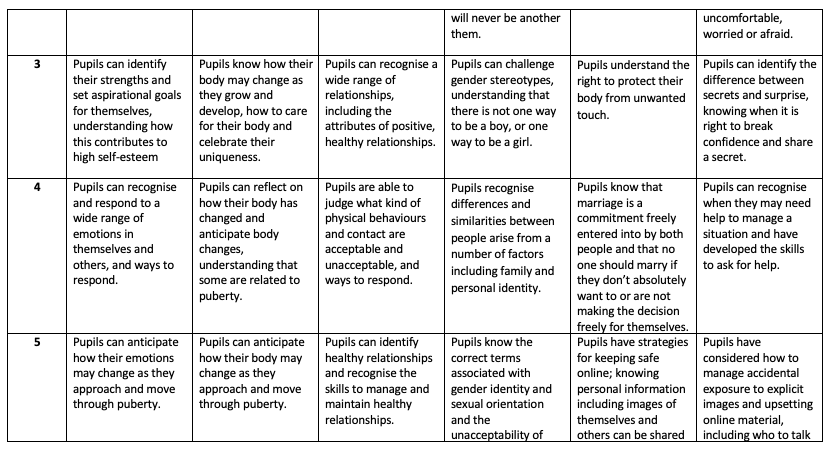 will never be another
them.
uncomfortable,
worried or afraid.
3
Pupils can identify
their strengths and
set aspirational goals
for themselves,
understanding how
this contributes to
high self-esteem
Pupils know how their
body may change as
they grow and
develop, how to care
for their body and
celebrate their
uniqueness.
Pupils can recognise a
wide range of
relationships,
including the
attributes of positive,
healthy relationships.
Pupils can challenge
gender stereotypes,
understanding that
there is not one way
to be a boy, or one
way to be a girl.
Pupils understand the
right to protect their
body from unwanted
touch.
Pupils can identify the
difference between
secrets and surprise,
knowing when it is
right to break
confidence and share
a secret.
4
Pupils can recognise
and respond to a
wide range of
emotions in
themselves and
others, and ways to
respond.
Pupils can reflect on
how their body has
changed and
anticipate body
changes,
understanding that
some are related to
puberty.
Pupils are able to
judge what kind of
physical behaviours
and contact are
acceptable and
unacceptable, and
ways to respond.
Pupils recognise
differences and
similarities between
people arise from a
number of factors
including family and
personal identity.
Pupils know that
marriage is a
commitment freely
entered into by both
people and that no
one should marry if
they don’t absolutely
want to or are not
making the decision
freely for themselves.
Pupils can recognise
when they may need
help to manage a
situation and have
developed the skills
to ask for help.
5
Pupils can anticipate
how their emotions
may change as they
approach and move
through puberty.
Pupils can anticipate
how their body may
change as they
approach and move
through puberty.
Pupils can identify
healthy relationships
and recognise the
skills to manage and
maintain healthy
relationships.
Pupils know the
correct terms
associated with
gender identity and
sexual orientation
and the
unacceptability of
Pupils have strategies
for keeping safe
online; knowing
personal information
including images of
themselves and
others can be shared
Pupils have
considered how to
manage accidental
exposure to explicit
images and upsetting
online material,
including who to talk